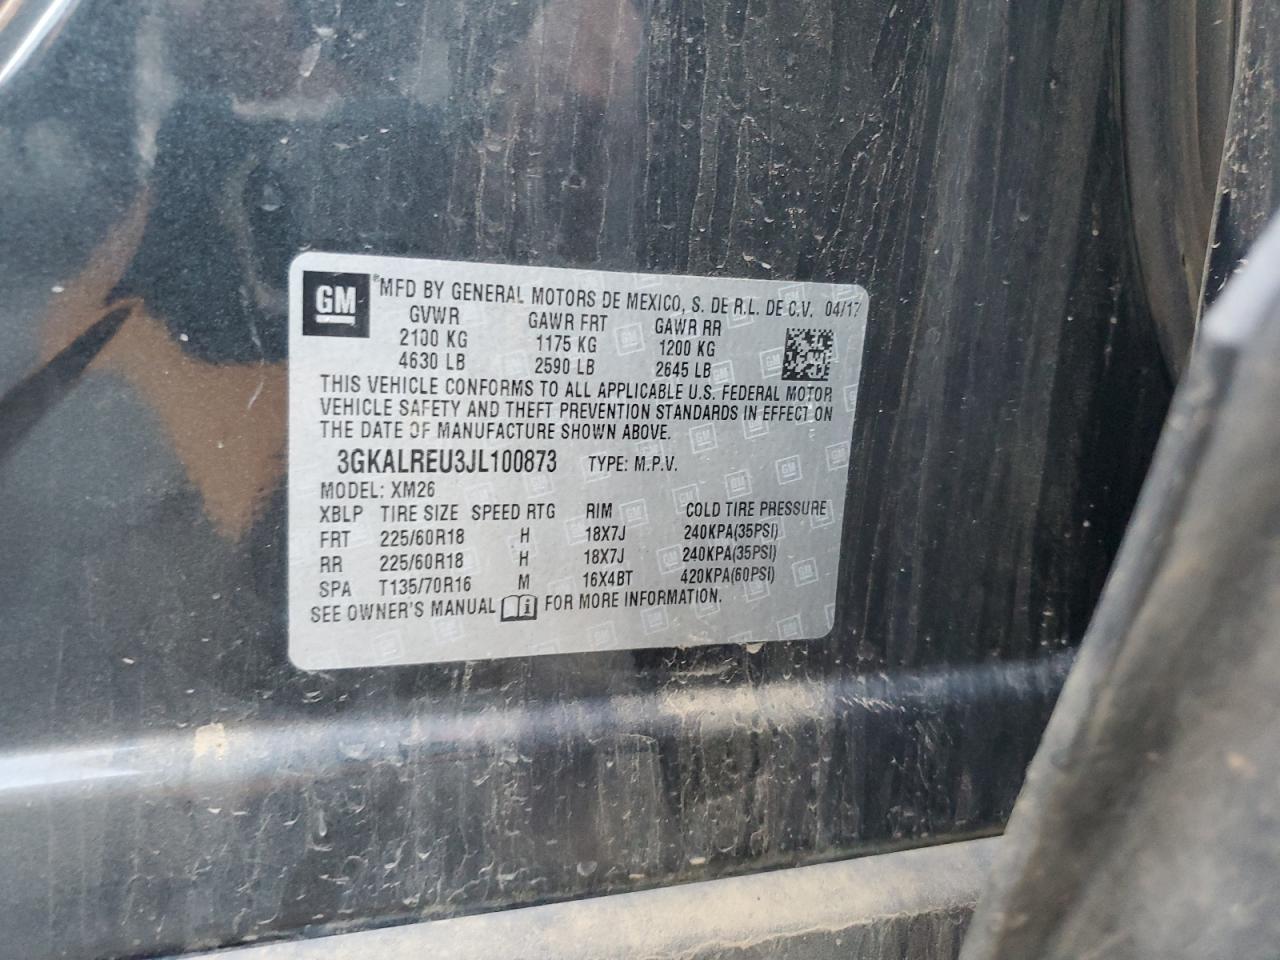 GM ®MFD BY GENERAL MOTORS DE MEXICO, S. DE R.L. DE C.V. 04/17
GVWR GAWR FRT GAWR RR
2100 KG 1175 KG 1200 KG
4630 LB 2590 LB 2645 LB
THIS VEHICLE CONFORMS TO ALL APPLICABLE U.S. FEDERAL MOTOR
VEHICLE SAFETY AND THEFT PREVENTION STANDARDS IN EFFECT ON
THE DATE OF MANUFACTURE SHOWN ABOVE.
3GKALREU3JL100873 TYPE: M.P.V.
MODEL: XM26
XBLP TIRE SIZE SPEED RTG RIM COLD TIRE PRESSURE
FRT 225/60R18 H 18X7J 240KPA(35PSI)
RR 225/60R18 H 18X7J 240KPA(35PSI)
SPA T135/70R16 M 16X4BT 420KPA(60PSI)
SEE OWNER'S MANUAL i FOR MORE INFORMATION.